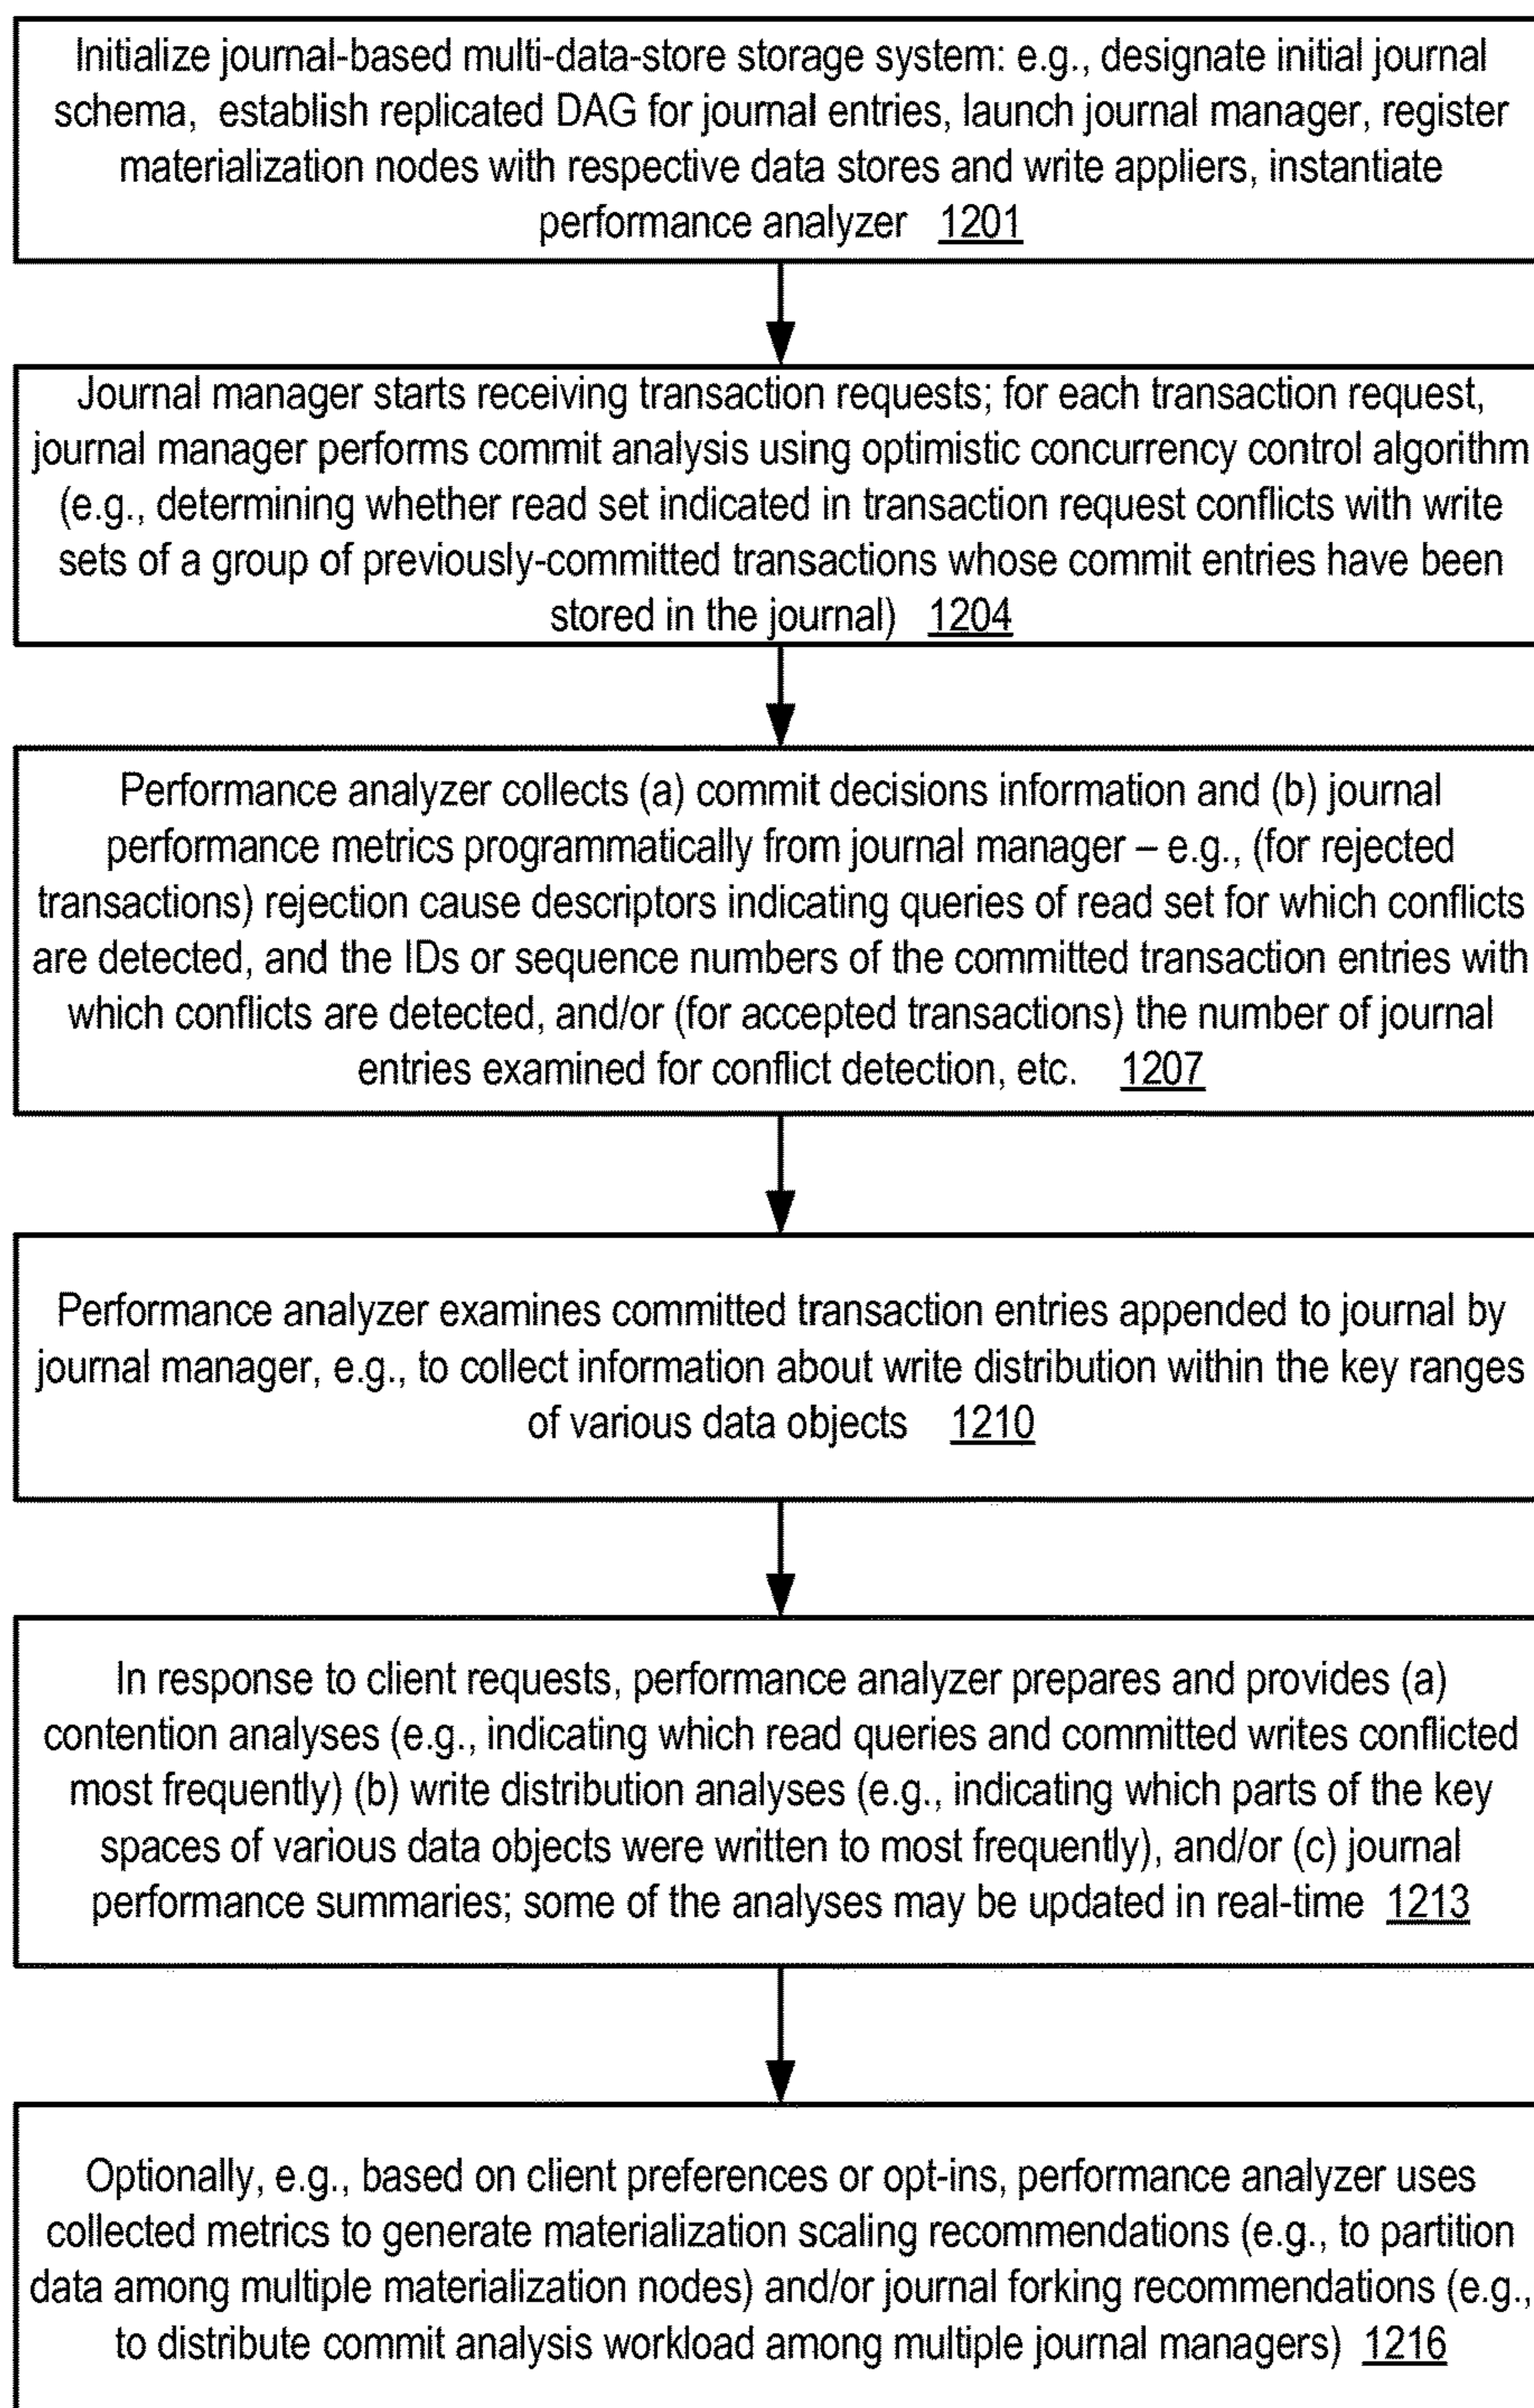 Initialize journal-based multi-data-store storage system: e.g., designate initial journal
schema, establish replicated DAG for journal entries, launch journal manager, register
materialization nodes with respective data stores and write appliers, instantiate
performance analyzer 1201
Journal manager starts receiving transaction requests; for each transaction request,
journal manager performs commit analysis using optimistic concurrency control algorithm
(e.g., determining whether read set indicated in transaction request conflicts with write
sets of a group of previously-committed transactions whose commit entries have been
stored in the journal) 1204
Performance analyzer collects (a) commit decisions information and (b) journal
performance metrics programmatically from journal manager – e.g., (for rejected
transactions) rejection cause descriptors indicating queries of read set for which conflicts
are detected, and the IDs or sequence numbers of the committed transaction entries with
which conflicts are detected, and/or (for accepted transactions) the number of journal
entries examined for conflict detection, etc. 1207
Performance analyzer examines committed transaction entries appended to journal by
journal manager, e.g., to collect information about write distribution within the key ranges
of various data objects 1210
In response to client requests, performance analyzer prepares and provides (a)
contention analyses (e.g., indicating which read queries and committed writes conflicted
most frequently) (b) write distribution analyses (e.g., indicating which parts of the key
spaces of various data objects were written to most frequently), and/or (c) journal
performance summaries; some of the analyses may be updated in real-time 1213
Optionally, e.g., based on client preferences or opt-ins, performance analyzer uses
collected metrics to generate materialization scaling recommendations (e.g., to partition
data among multiple materialization nodes) and/or journal forking recommendations (e.g.,
to distribute commit analysis workload among multiple journal managers) 1216